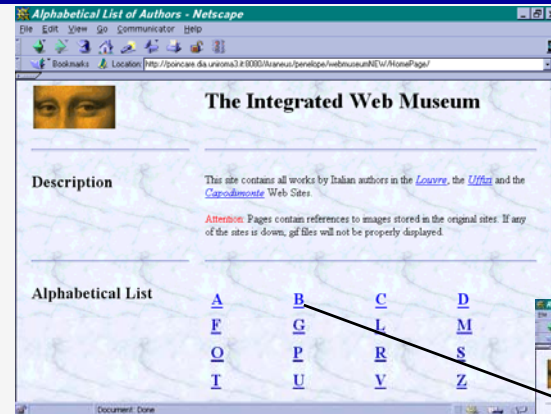 Alphabetical List of Authors - Netscape
File Edit View Go Communicator Help
Bookmarks Location: http://poincare.dia.uniroma3.it:8080/Araneus/penelope/webmuseumNEW/HomePage/
The Integrated Web Museum
Description
This site contains all works by Italian authors in the Louvre, the Uffizi and the
Capodimonte Web Sites.
Attention: Pages contain references to images stored in the original sites. If any
of the sites is down, gif files will not be properly displayed.
Alphabetical List
A B C D
F G L M
O P R S
T U V Z
Document: Done